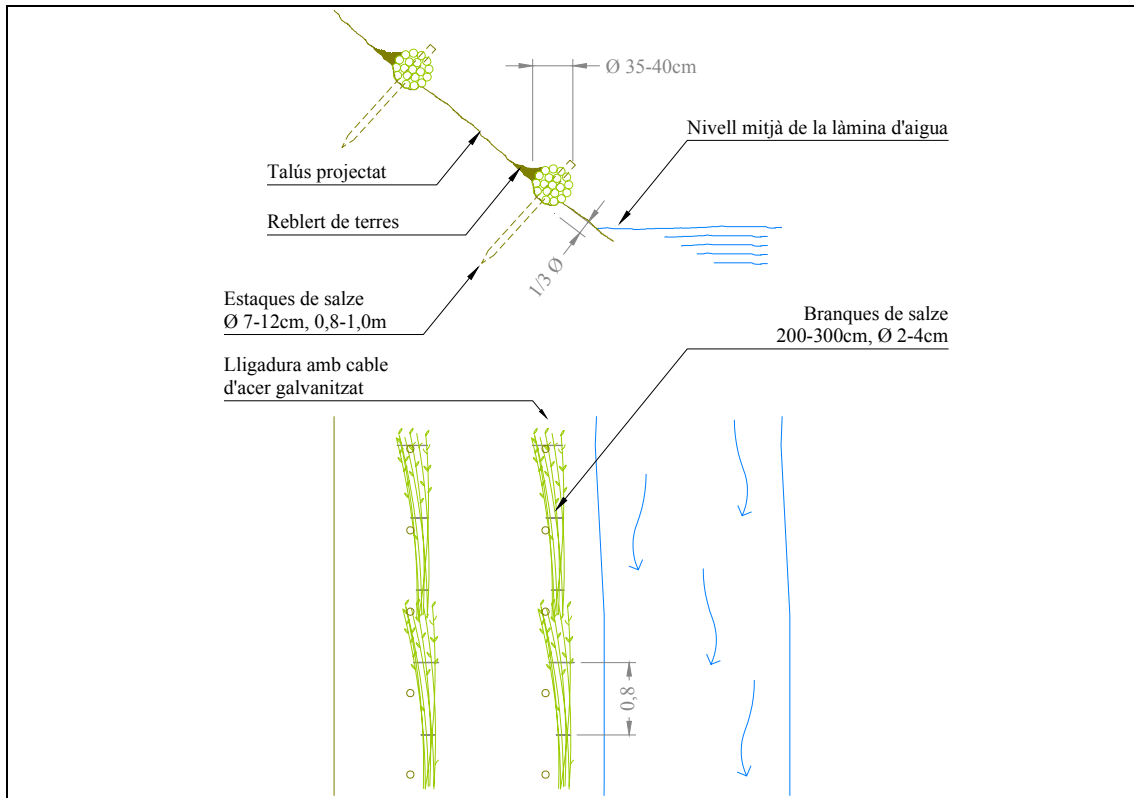 Ø 35-40cm
Nivell mitjà de la làmina d'aigua
Talús projectat
Reblert de terres
1/3 Ø
Estaques de salze
Ø 7-12cm, 0,8-1,0m
Branques de salze
200-300cm, Ø 2-4cm
Lligadura amb cable
d'acer galvanitzat
0,8